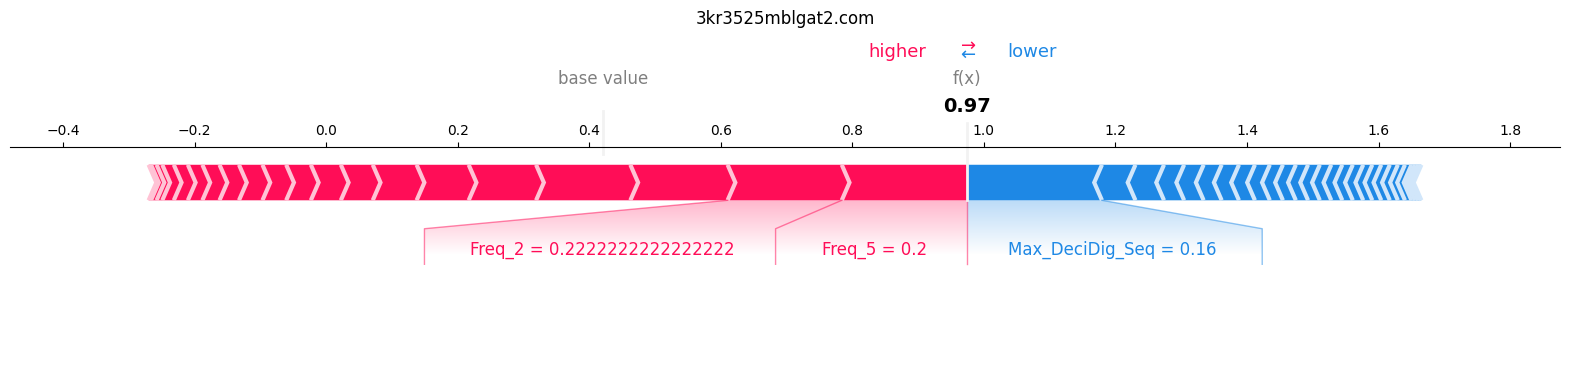 3kr3525mblgat2.com
higher ⇄ lower
base value f(x)
0.97
−0.4 −0.2 0.0 0.2 0.4 0.6 0.8 1.0 1.2 1.4 1.6 1.8
Freq_2 = 0.2222222222222222 Freq_5 = 0.2 Max_DeciDig_Seq = 0.16